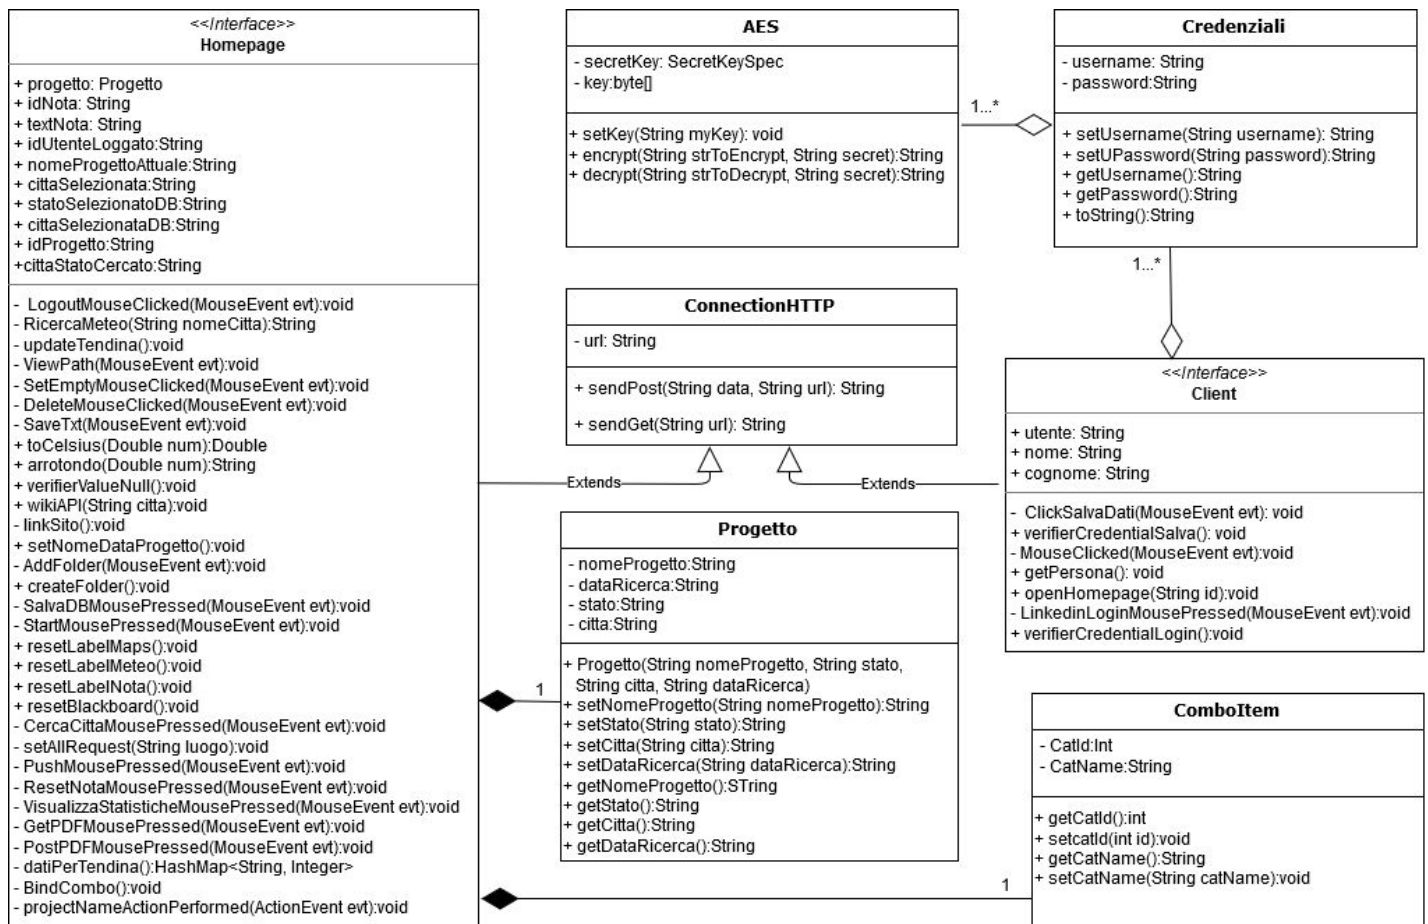 <<Interface>>
Homepage
+ progetto: Progetto
+ idNota: String
+ textNota: String
+ idUtenteLoggato:String
+ nomeProgettoAttuale:String
+ cittaSelezionata:String
+ statoSelezionatoDB:String
+ cittaSelezionataDB:String
+ idProgetto:String
+cittaStatoCercato:String
- LogoutMouseClicked(MouseEvent evt):void
- RicercaMeteo(String nomeCitta):String
- updateTendina():void
- ViewPath(MouseEvent evt):void
- SetEmptyMouseClicked(MouseEvent evt):void
- DeleteMouseClicked(MouseEvent evt):void
- SaveTxt(MouseEvent evt):void
+ toCelsius(Double num):Double
+ arrotondo(Double num):String
+ verifierValueNull():void
+ wikiAPI(String citta):void
- linkSito():void
+ setNomeDataProgetto():void
- AddFolder(MouseEvent evt):void
+ createFolder():void
- SalvaDBMousePressed(MouseEvent evt):void
- StartMousePressed(MouseEvent evt):void
+ resetLabelMaps():void
+ resetLabelMeteo():void
+ resetLabelNota():void
+ resetBlackboard():void
- CercaCittaMousePressed(MouseEvent evt):void
- setAllRequest(String luogo):void
- PushMousePressed(MouseEvent evt):void
- ResetNotaMousePressed(MouseEvent evt):void
- VisualizzaStatisticheMousePressed(MouseEvent evt):void
- GetPDFMousePressed(MouseEvent evt):void
- PostPDFMousePressed(MouseEvent evt):void
- datiPerTendina():HashMap<String, Integer>
- BindCombo():void
- projectNameActionPerformed(ActionEvent evt):void
AES
- secretKey: SecretKeySpec
- key:byte[]
+ setKey(String myKey): void
+ encrypt(String strToEncrypt, String secret):String
+ decrypt(String strToDecrypt, String secret):String
1...*
Credenziali
- username: String
- password:String
+ setUsername(String username): String
+ setUPassword(String password):String
+ getUsername():String
+ getPassword():String
+ toString():String
1...*
ConnectionHTTP
- url: String
+ sendPost(String data, String url): String
+ sendGet(String url): String
Extends
Extends
<<Interface>>
Client
+ utente: String
+ nome: String
+ cognome: String
- ClickSalvaDati(MouseEvent evt): void
+ verifierCredentialSalva(): void
- MouseClicked(MouseEvent evt):void
+ getPersona(): void
+ openHomepage(String id):void
- LinkedinLoginMousePressed(MouseEvent evt):void
+ verifierCredentialLogin():void
Progetto
- nomeProgetto:String
- dataRicerca:String
- stato:String
- citta:String
+ Progetto(String nomeProgetto, String stato,
String citta, String dataRicerca)
+ setNomeProgetto(String nomeProgetto):String
+ setStato(String stato):String
+ setCitta(String citta):String
+ setDataRicerca(String dataRicerca):String
+ getNomeProgetto():STring
+ getStato():String
+ getCitta():String
+ getDataRicerca():String
1
ComboItem
- CatId:Int
- CatName:String
+ getCatId():int
+ setcatId(int id):void
+ getCatName():String
+ setCatName(String catName):void
1